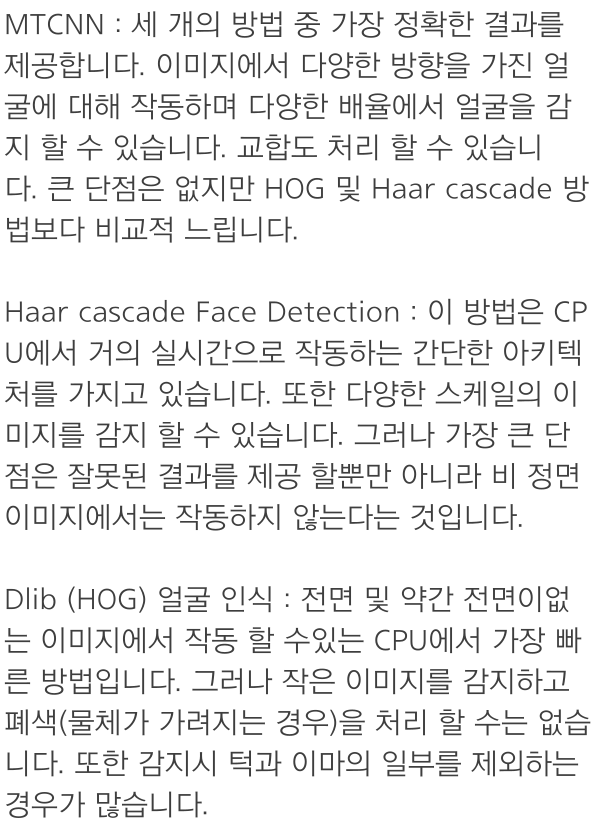 MTCNN : 세 개의 방법 중 가장 정확한 결과를
제공합니다. 이미지에서 다양한 방향을 가진 얼
굴에 대해 작동하며 다양한 배율에서 얼굴을 감
지 할 수 있습니다. 교합도 처리 할 수 있습니
다. 큰 단점은 없지만 HOG 및 Haar cascade 방
법보다 비교적 느립니다.
Haar cascade Face Detection : 이 방법은 CP
U에서 거의 실시간으로 작동하는 간단한 아키텍
처를 가지고 있습니다. 또한 다양한 스케일의 이
미지를 감지 할 수 있습니다. 그러나 가장 큰 단
점은 잘못된 결과를 제공 할뿐만 아니라 비 정면
이미지에서는 작동하지 않는다는 것입니다.
Dlib (HOG) 얼굴 인식 : 전면 및 약간 전면이없
는 이미지에서 작동 할 수있는 CPU에서 가장 빠
른 방법입니다. 그러나 작은 이미지를 감지하고
폐색(물체가 가려지는 경우)을 처리 할 수는 없습
니다. 또한 감지시 턱과 이마의 일부를 제외하는
경우가 많습니다.